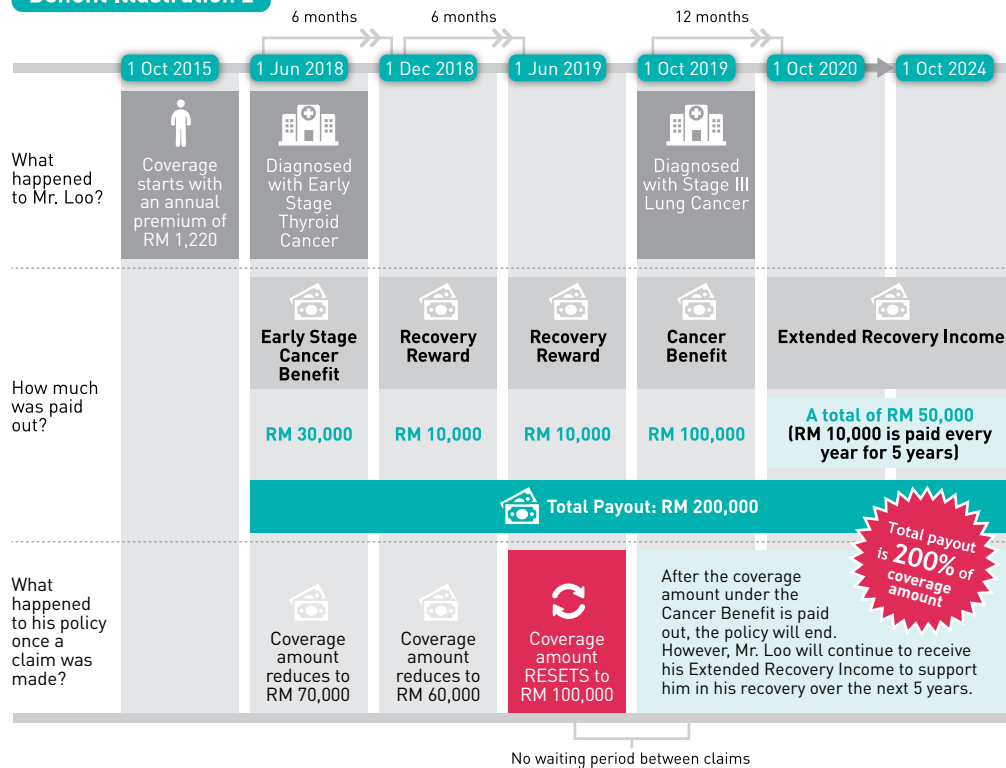 Benefit Illustration 2
6 months
6 months
12 months
1 Oct 2015
1 Jun 2018
1 Dec 2018
1 Jun 2019
1 Oct 2019
1 Oct 2020
1 Oct 2024
What
happened
to Mr. Loo?
Coverage
starts with
an annual
premium of
RM 1,220
Diagnosed
with Early
Stage
Thyroid
Cancer
Diagnosed
with Stage III
Lung Cancer
How much
was paid
out?
Early Stage
Cancer
Benefit
Recovery
Reward
Recovery
Reward
Cancer
Benefit
Extended Recovery Income
RM 30,000
RM 10,000
RM 10,000
RM 100,000
A total of RM 50,000
(RM 10,000 is paid every
year for 5 years)
Total Payout: RM 200,000
Total payout
is 200% of
coverage
amount
What
happened
to his policy
once a
claim was
made?
Coverage
amount
reduces to
RM 70,000
Coverage
amount
reduces to
RM 60,000
Coverage
amount
RESETS to
RM 100,000
After the coverage
amount under the
Cancer Benefit is paid
out, the policy will end.
However, Mr. Loo will continue to receive
his Extended Recovery Income to support
him in his recovery over the next 5 years.
No waiting period between claims